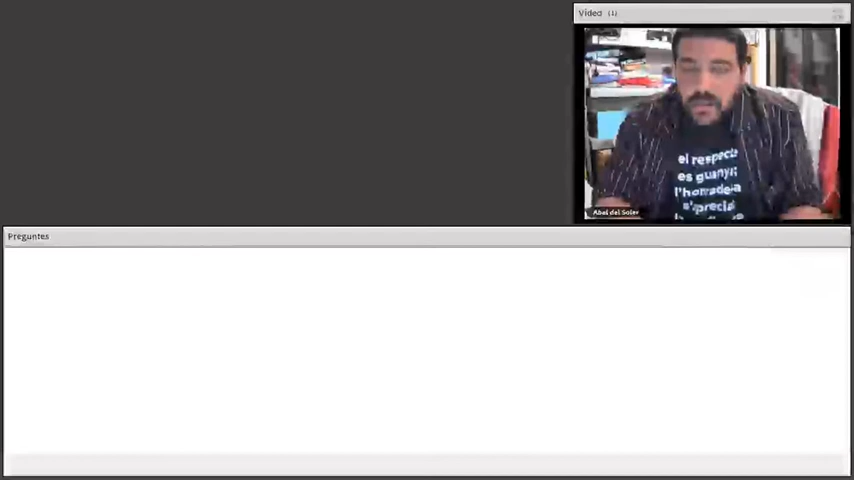 Vídeo (1)
el respecte
es guanya;
l'honradesa
s'aprecia;
Abel del Soler
Preguntes